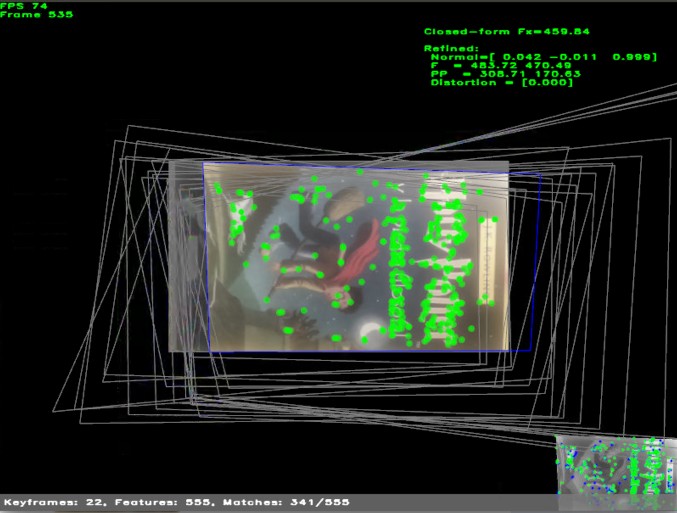 FPS 74
Frame 535
Closed-form Fx=459.84
Refined:
Normal=[ 0.042 -0.011 0.999]
F = 483.72 470.49
PP = 308.71 170.63
Distortion = [0.000]
Keyframes: 22, Features: 555, Matches: 341/555